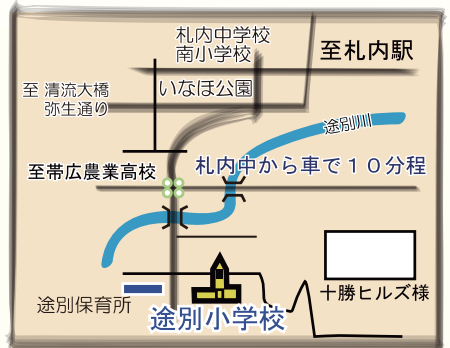 札内中学校
南小学校
至札内駅
至 清流大橋
弥生通り
いなほ公園
途別川
至帯広農業高校
札内中から車で１０分程
十勝ヒルズ様
途別保育所
途別小学校